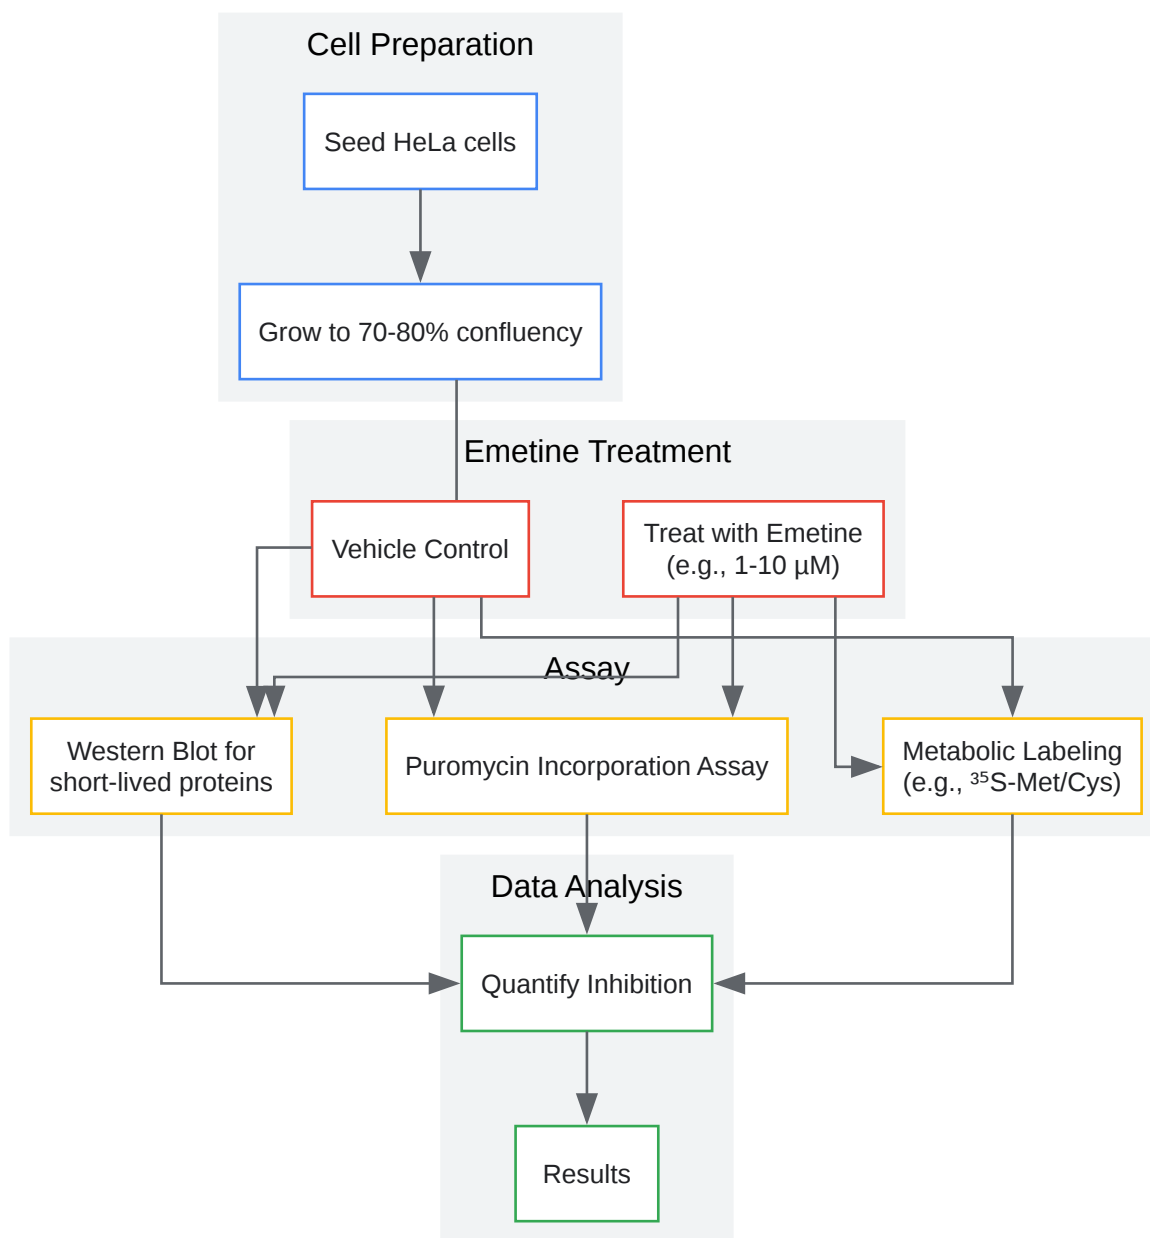 Cell Preparation
Seed HeLa cells
Grow to 70-80% confluency
Emetine Treatment
Vehicle Control
Treat with Emetine
(e.g., 1-10 µM)
Assay
Western Blot for
short-lived proteins
Puromycin Incorporation Assay
Metabolic Labeling
(e.g., ³⁵S-Met/Cys)
Data Analysis
Quantify Inhibition
Results